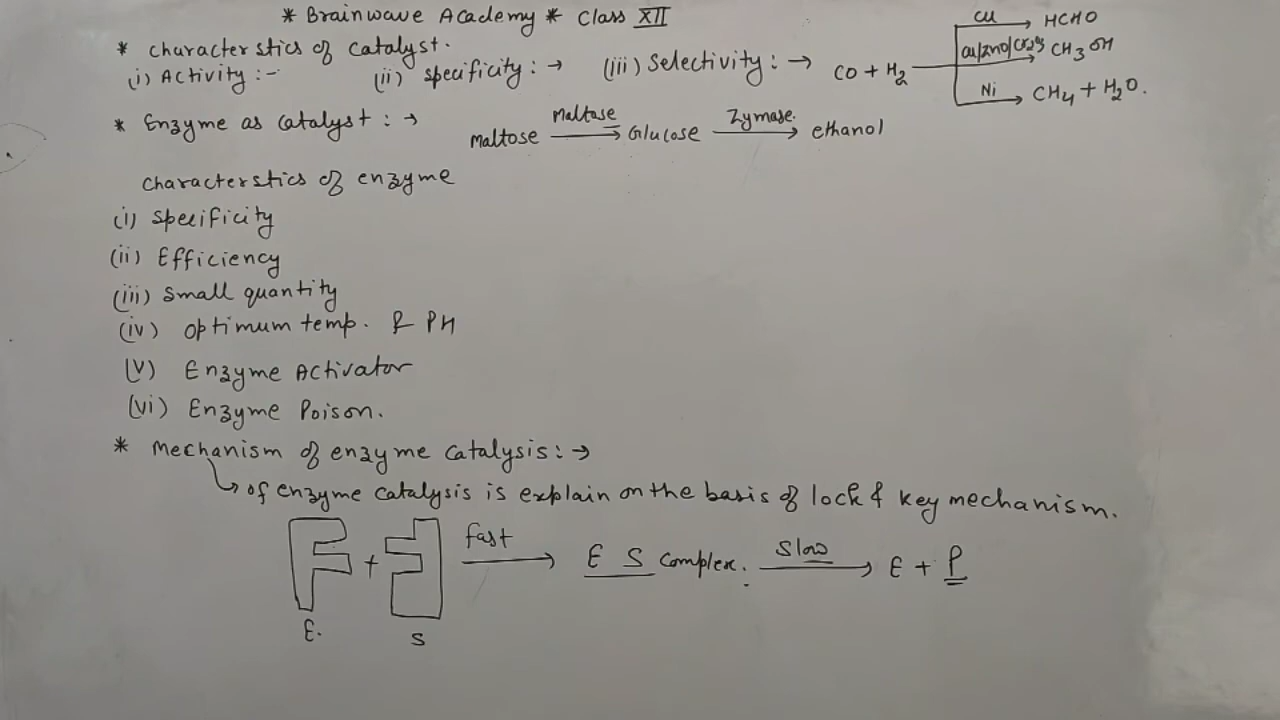 * Brainwave Academy * Class XII
* Characterstics of Catalyst.
(i) Activity :- (ii) Specificity : → (iii) Selectivity : → CO + H₂
Cu → HCHO
Cu/ZnO/Cr₂O₃ → CH₃OH
Ni → CH₄ + H₂O.
* Enzyme as Catalyst : → Maltose Maltase → Glucose Zymase. → ethanol
Characterstics of enzyme
(i) Specificity
(ii) Efficiency
(iii) Small quantity
(iv) Optimum temp. & PH
(v) Enzyme Activator
(vi) Enzyme Poison.
* Mechanism of enzyme catalysis : →
↳ of enzyme catalysis is explain on the basis of lock & key mechanism.
+ fast → E S Complex. Slow → E + P
E. S